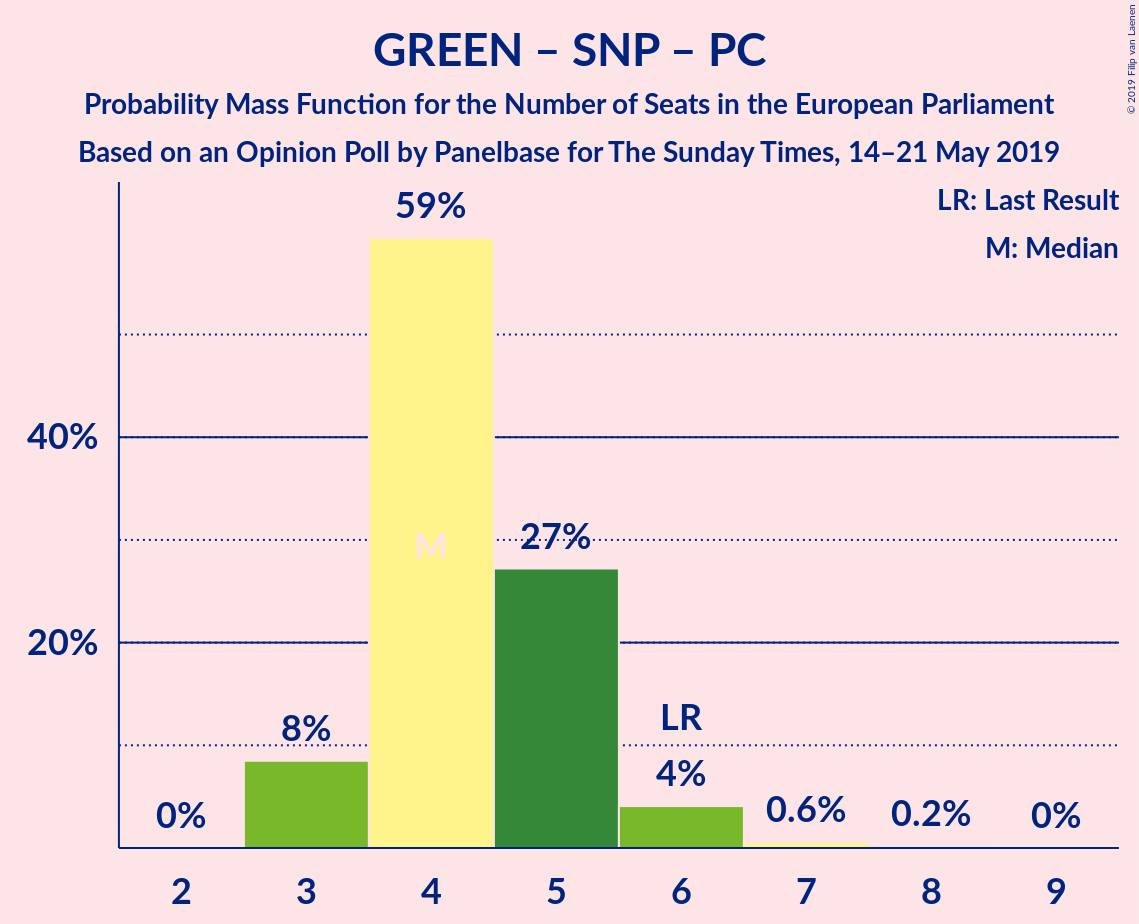 GREEN – SNP – PC
Probability Mass Function for the Number of Seats in the European Parliament
Based on an Opinion Poll by Panelbase for The Sunday Times, 14–21 May 2019
© 2019 Filip van Laenen
LR: Last Result
M: Median
59%
40%
M
27%
20%
LR
8%
4%
0%
0.6%
0.2%
0%
2 3 4 5 6 7 8 9